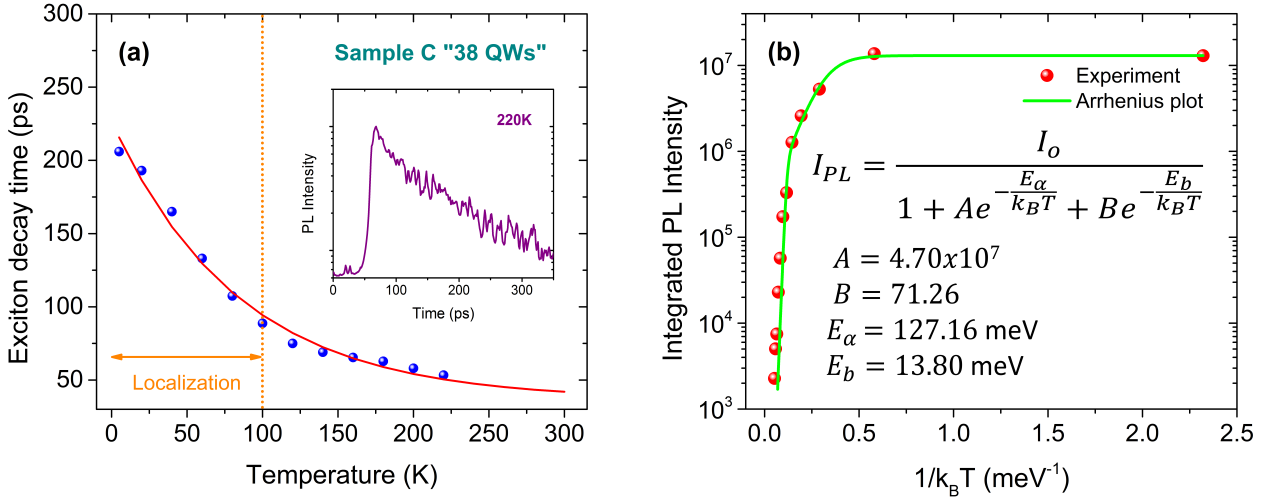 (a)
Sample C "38 QWs"
Exciton decay time (ps)
300
250
200
150
100
50
0
50
100
150
200
250
300
Temperature (K)
Localization
220K
PL Intensity
0
100
200
300
Time (ps)
(b)
Integrated PL Intensity
10^7
10^6
10^5
10^4
10^3
0.0
0.5
1.0
1.5
2.0
2.5
1/k_BT (meV^-1)
Experiment
Arrhenius plot
I_PL = I_o / (1 + Ae^(-E_α/k_BT) + Be^(-E_b/k_BT))
A = 4.70x10^7
B = 71.26
E_α = 127.16 meV
E_b = 13.80 meV